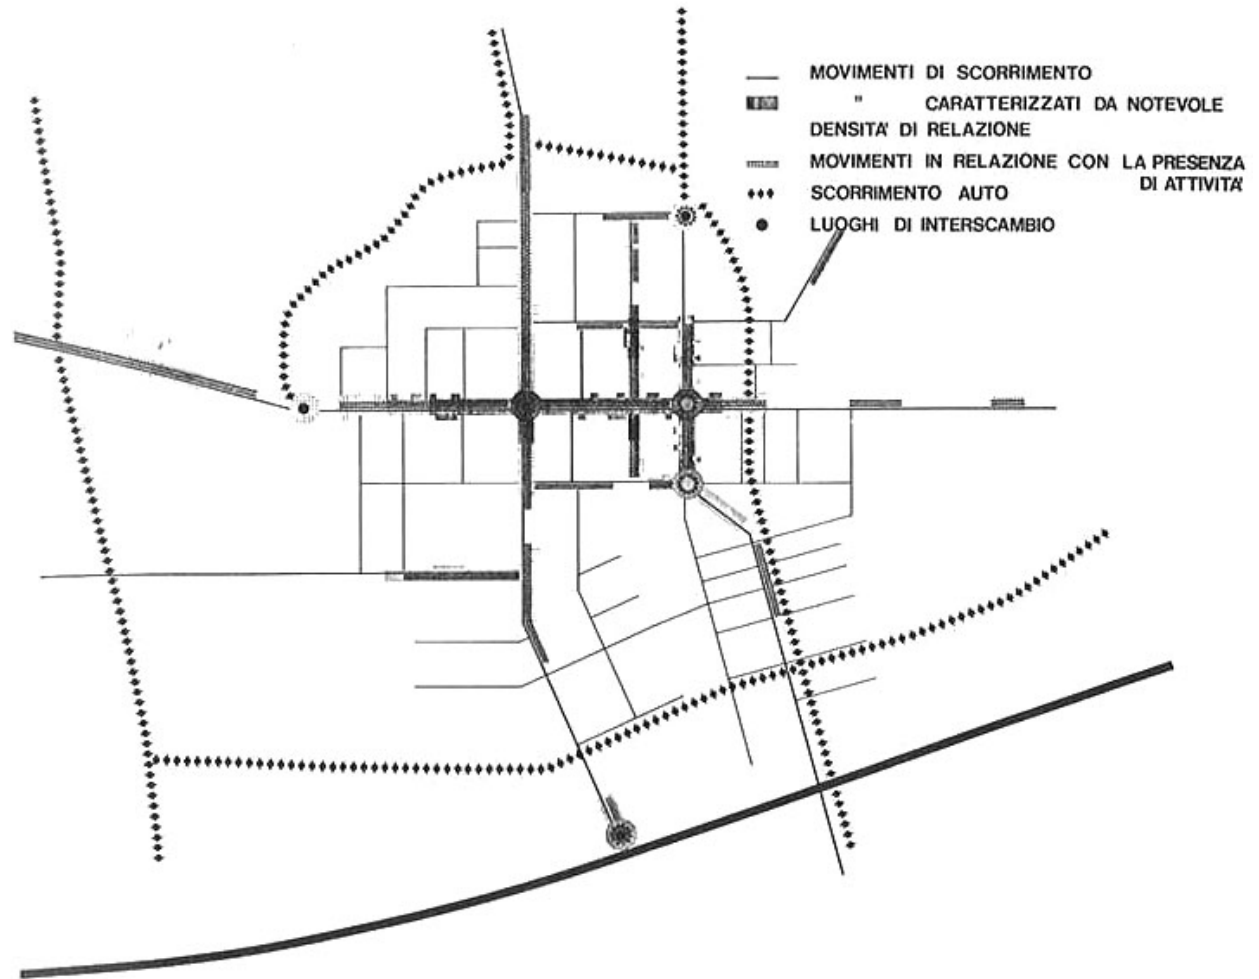 MOVIMENTI DI SCORRIMENTO
" CARATTERIZZATI DA NOTEVOLE
DENSITA' DI RELAZIONE
MOVIMENTI IN RELAZIONE CON LA PRESENZA
DI ATTIVITA'
SCORRIMENTO AUTO
LUOGHI DI INTERSCAMBIO